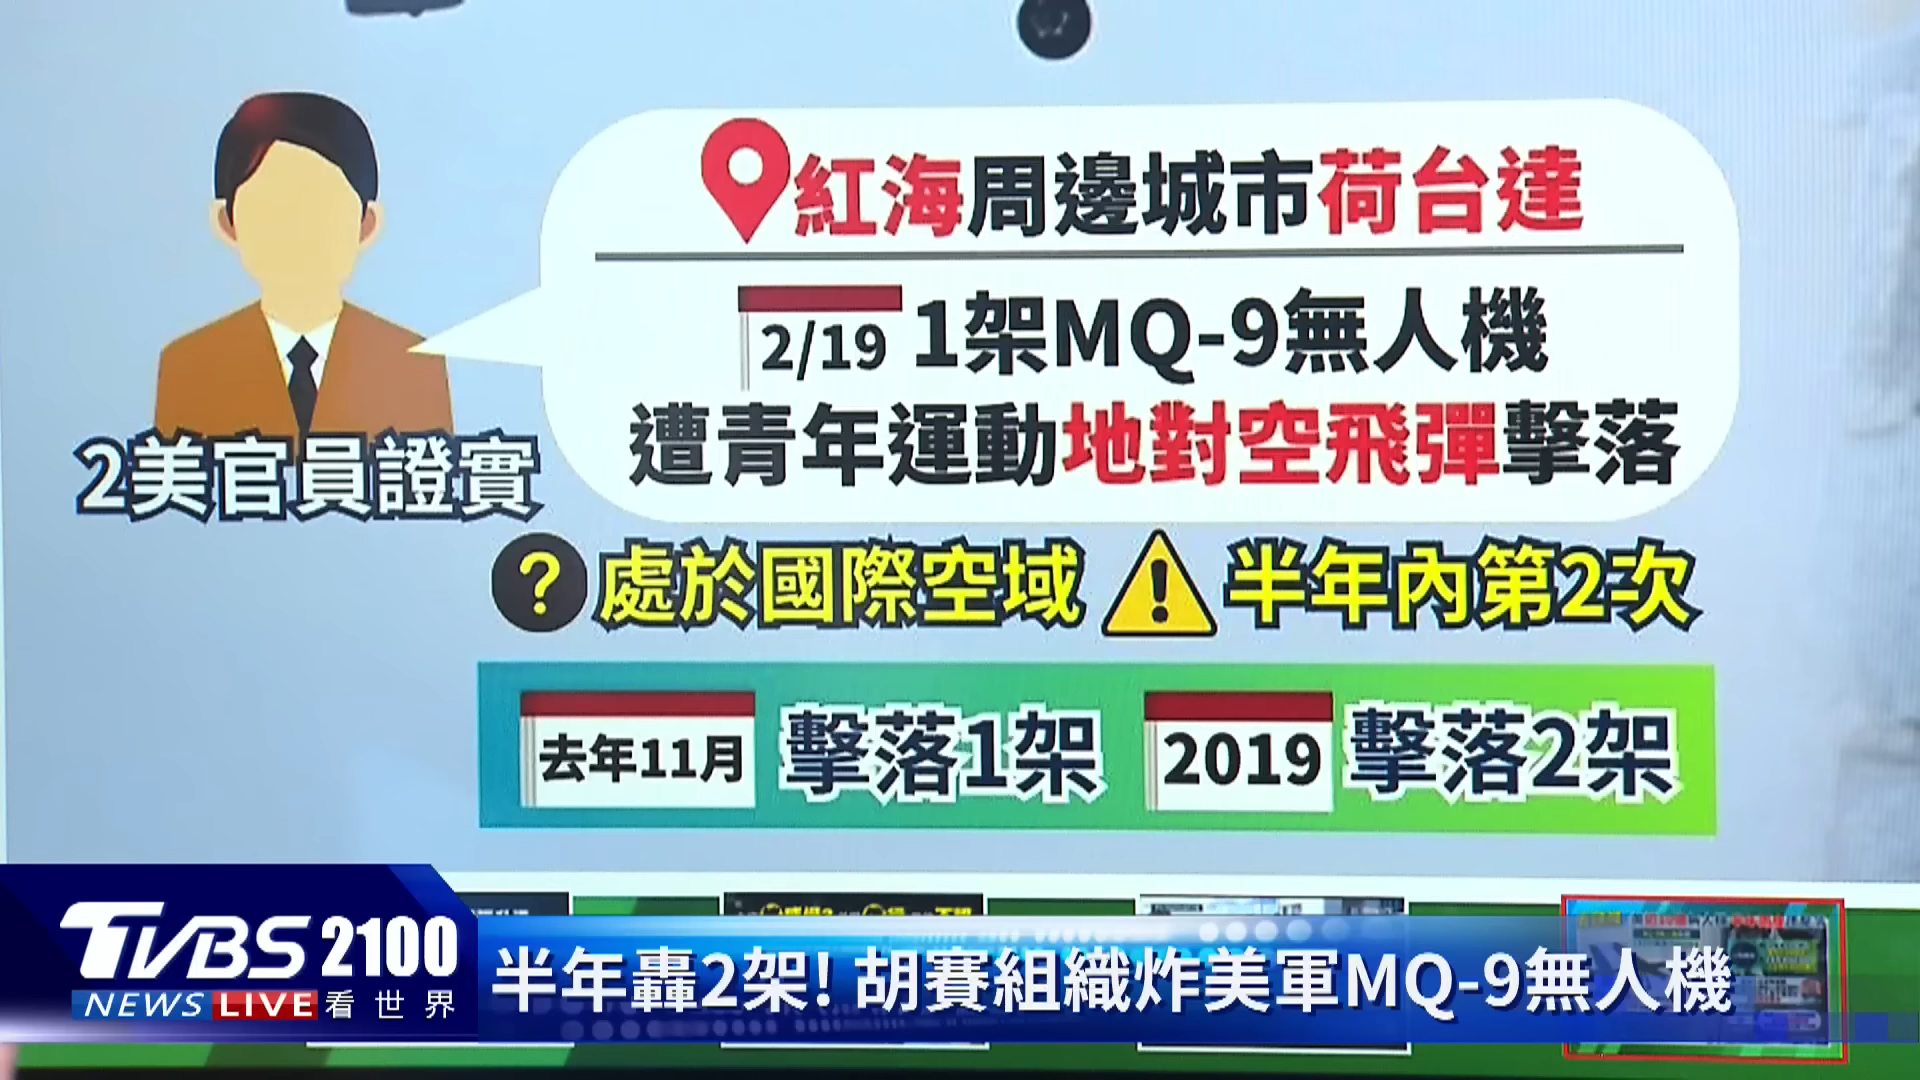 紅海周邊城市荷台達
2/19 1架MQ-9無人機
遭青年運動地對空飛彈擊落
2美官員證實
? 處於國際空域 ! 半年內第2次
去年11月 擊落1架 2019 擊落2架
TVBS 2100
NEWS LIVE 看世界
半年轟2架! 胡賽組織炸美軍MQ-9無人機